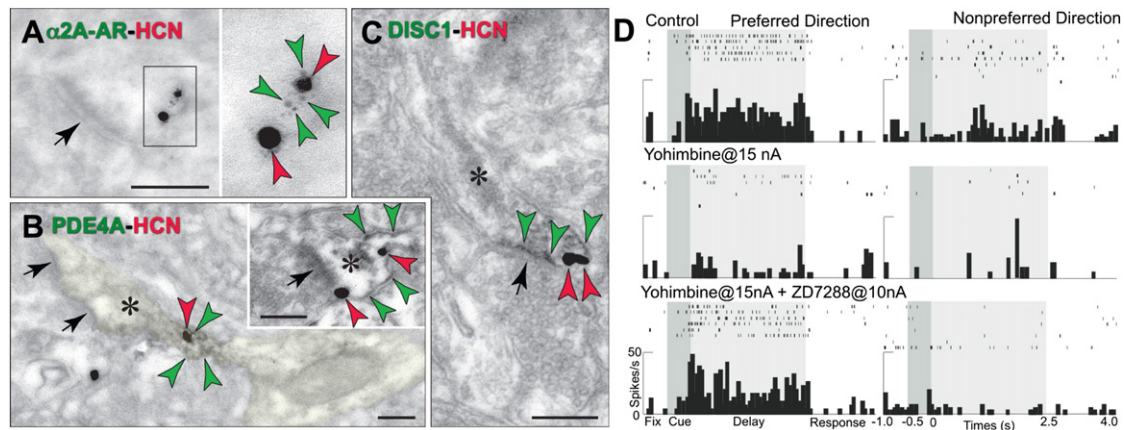 A α2A-AR-HCN
B PDE4A-HCN
*
*
C DISC1-HCN
*
D
Control Preferred Direction Nonpreferred Direction
Yohimbine@15 nA
Yohimbine@15nA + ZD7288@10nA
50
Spikes/s
0
Fix Cue Delay Response -1.0 -0.5 0 Times (s) 2.5 4.0